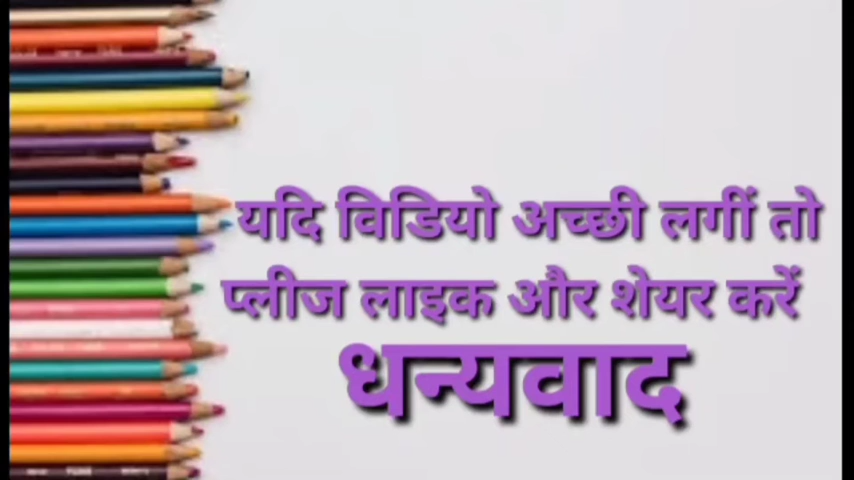 यदि विडियो अच्छी लगीं तो
प्लीज लाइक और शेयर करें
धन्यवाद